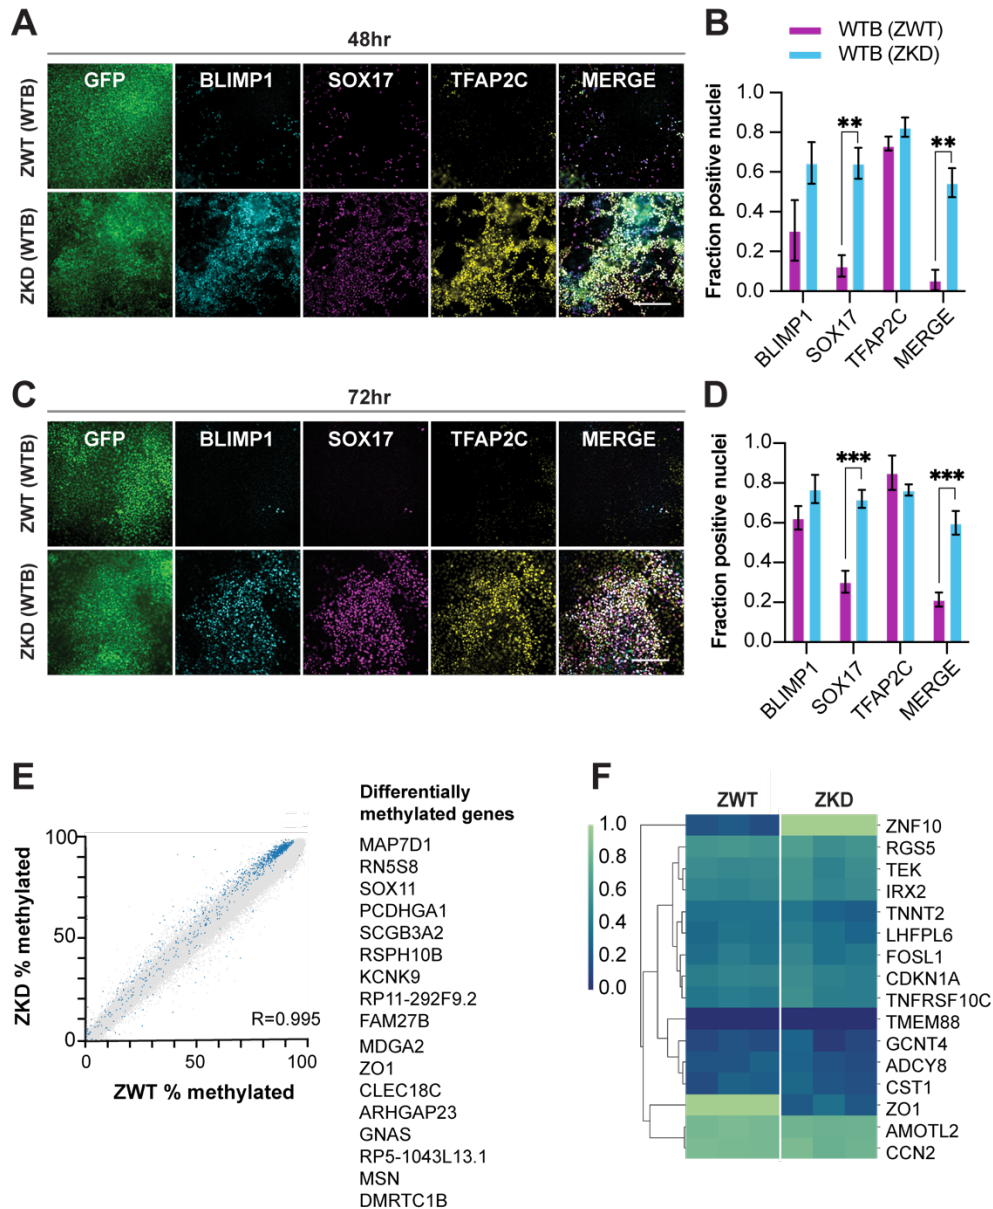 A
48hr
GFP BLIMP1 SOX17 TFAP2C MERGE
ZWT (WTB)
ZKD (WTB)
B
WTB (ZWT)
WTB (ZKD)
Fraction positive nuclei
1.0
0.8
0.6
0.4
0.2
0.0
** **
BLIMP1 SOX17 TFAP2C MERGE
C
72hr
GFP BLIMP1 SOX17 TFAP2C MERGE
ZWT (WTB)
ZKD (WTB)
D
Fraction positive nuclei
1.0
0.8
0.6
0.4
0.2
0.0
*** ***
BLIMP1 SOX17 TFAP2C MERGE
E
ZKD % methylated
100
50
0
R=0.995
0 50 100
ZWT % methylated
Differentially
methylated genes
MAP7D1
RN5S8
SOX11
PCDHGA1
SCGB3A2
RSPH10B
KCNK9
RP11-292F9.2
FAM27B
MDGA2
ZO1
CLEC18C
ARHGAP23
GNAS
RP5-1043L13.1
MSN
DMRTC1B
F
ZWT ZKD
1.0
0.8
0.6
0.4
0.2
0.0
ZNF10
RGS5
TEK
IRX2
TNNT2
LHFPL6
FOSL1
CDKN1A
TNFRSF10C
TMEM88
GCNT4
ADCY8
CST1
ZO1
AMOTL2
CCN2